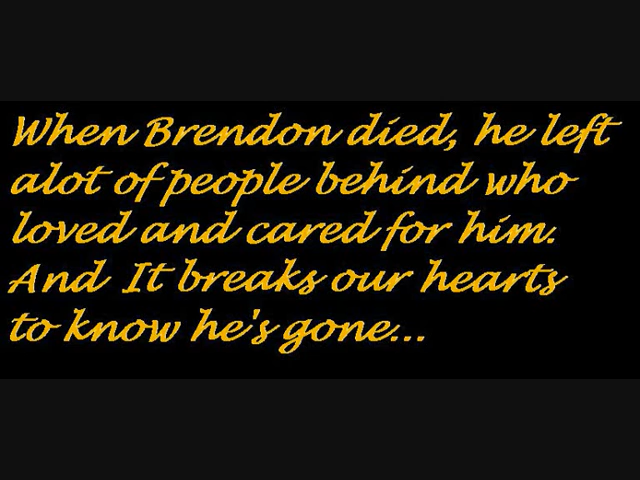 When Brendon died, he left
alot of people behind who
loved and cared for him.
And It breaks our hearts
to know he's gone...